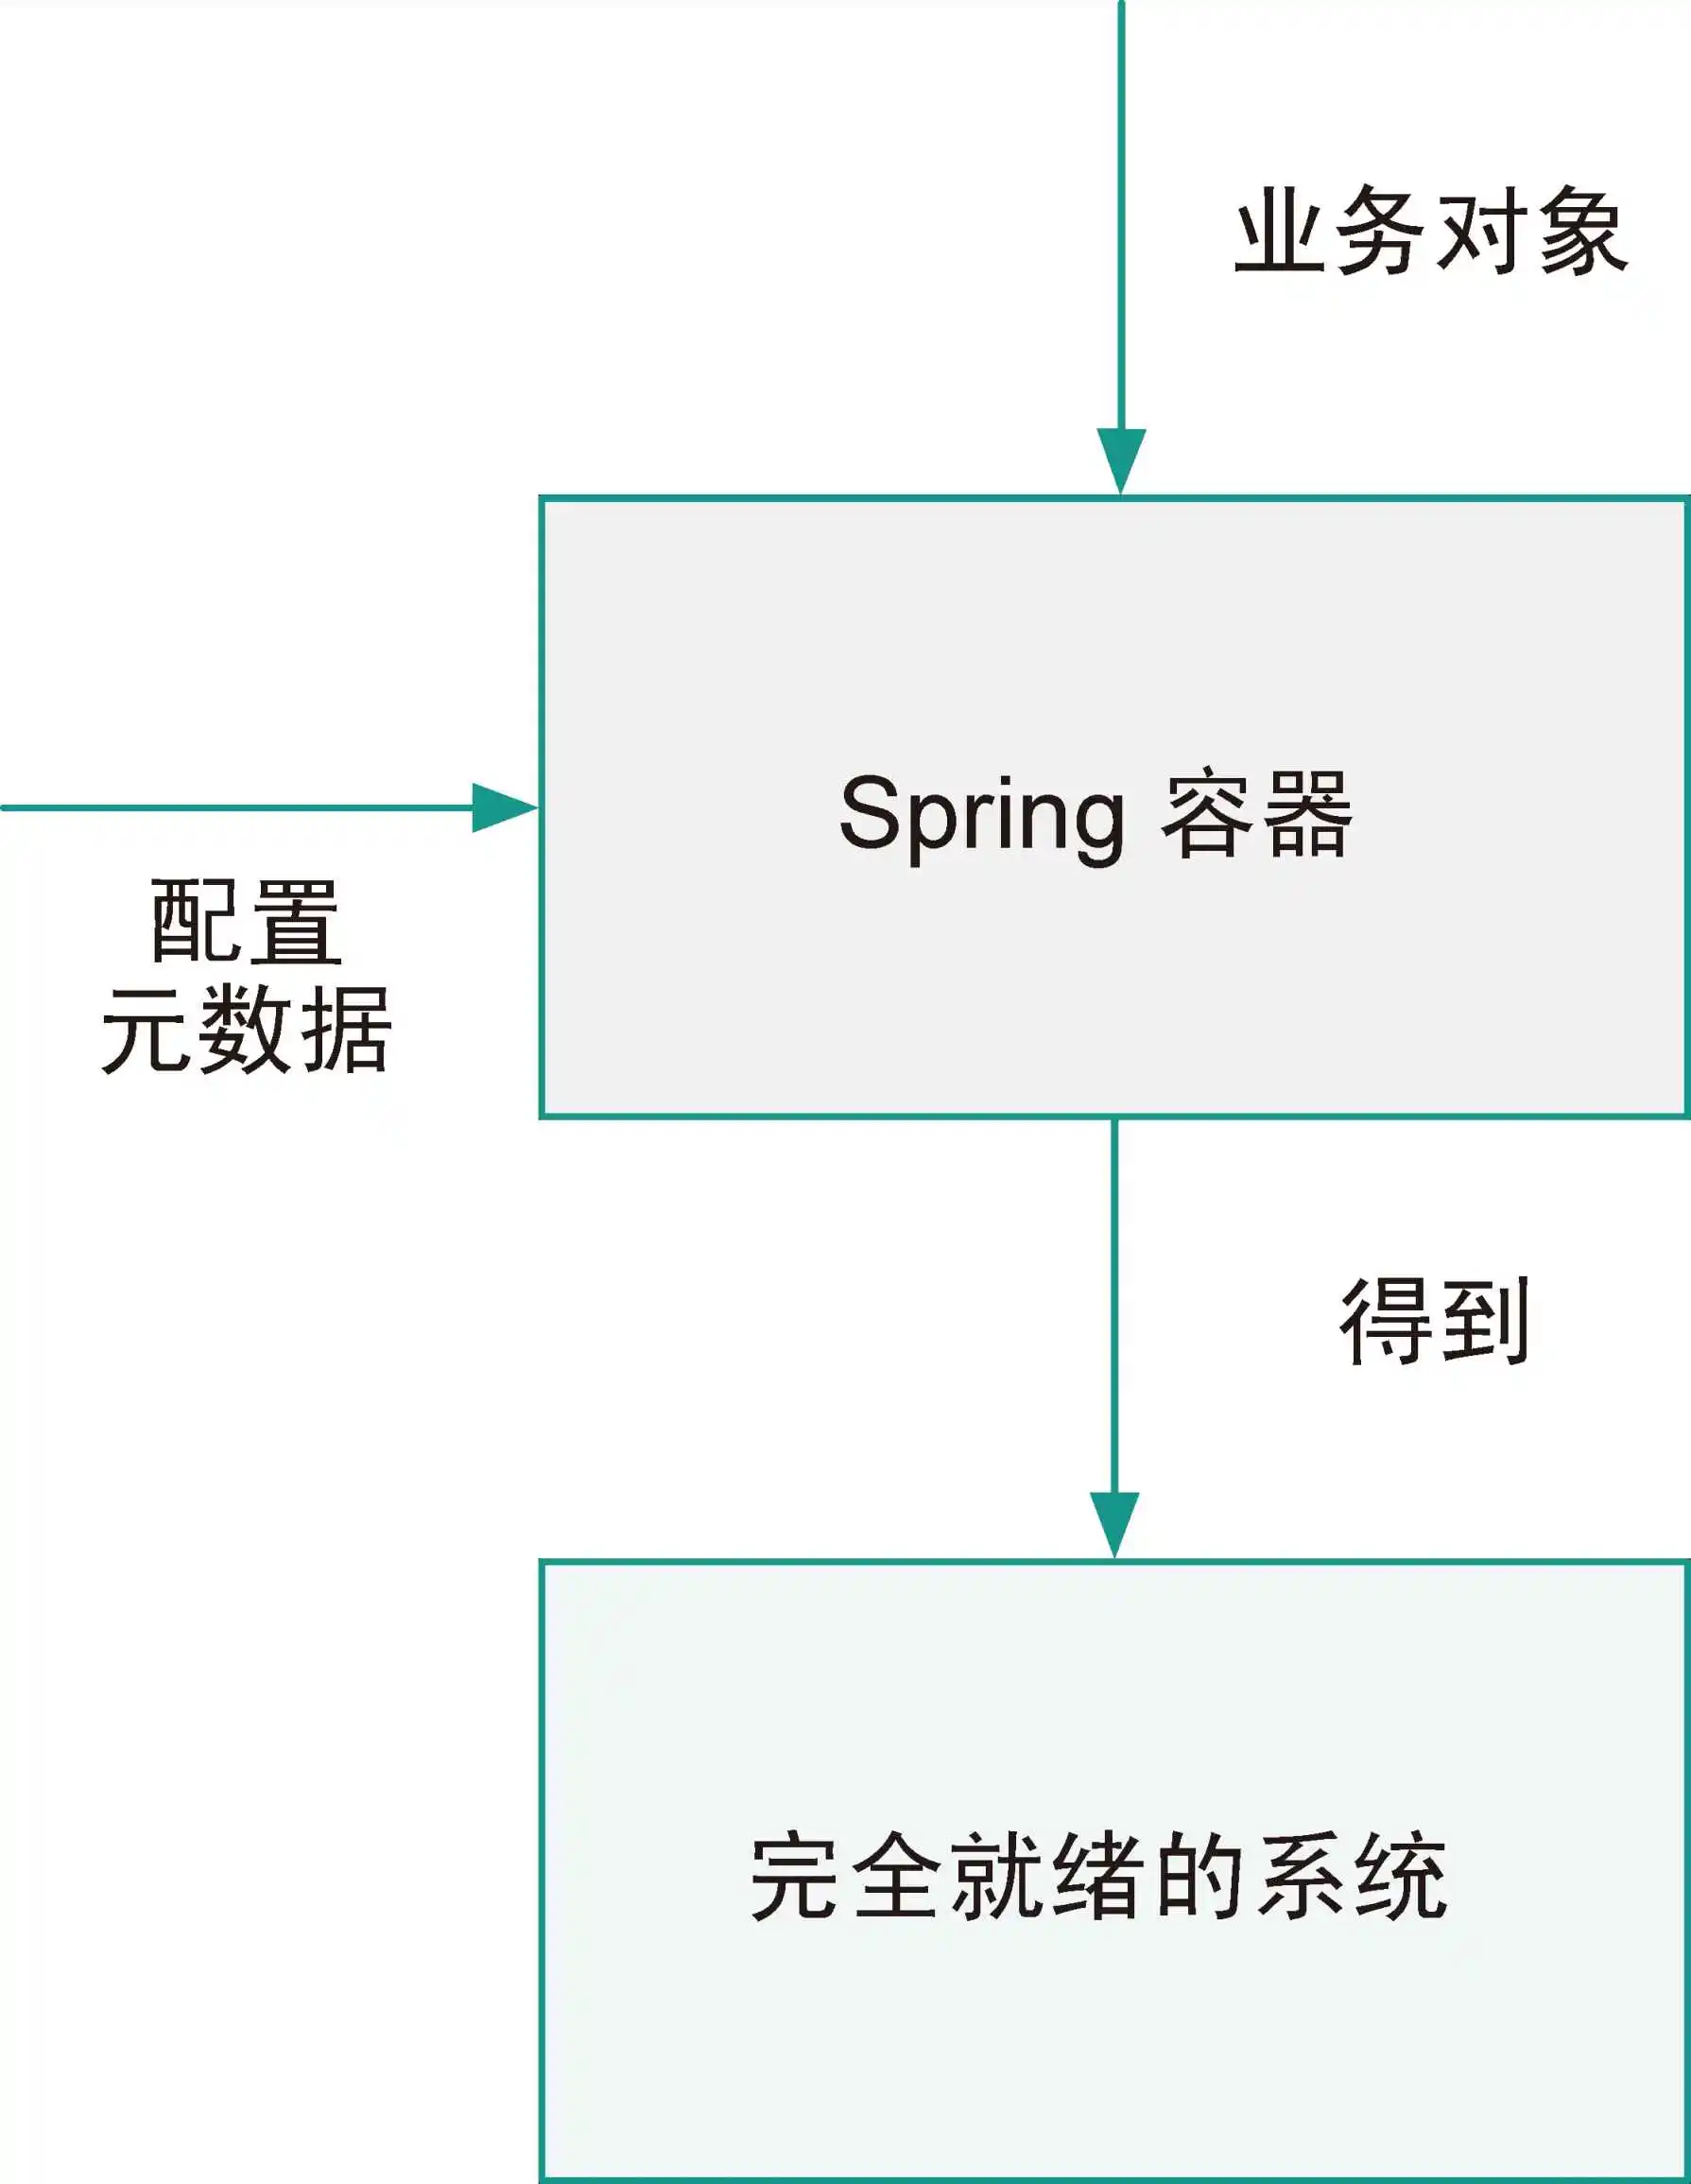 业务对象
Spring 容器
配置
元数据
得到
完全就绪的系统